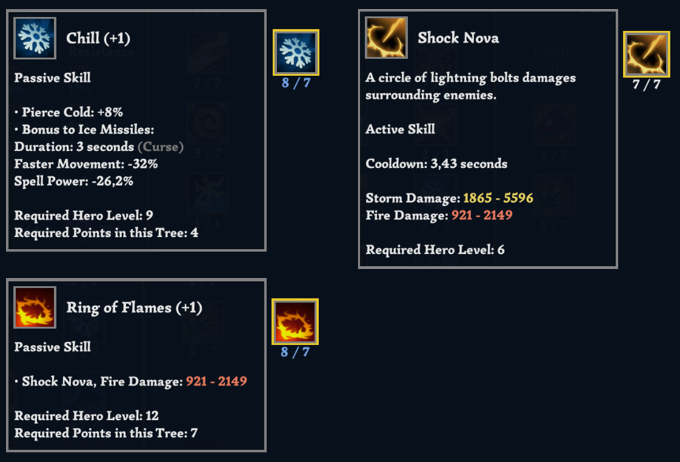 Chill (+1)
Passive Skill
• Pierce Cold: +8%
• Bonus to Ice Missiles:
Duration: 3 seconds (Curse)
Faster Movement: -32%
Spell Power: -26,2%
Required Hero Level: 9
Required Points in this Tree: 4
8 / 7
Shock Nova
A circle of lightning bolts damages
surrounding enemies.
Active Skill
Cooldown: 3,43 seconds
Storm Damage: 1865 - 5596
Fire Damage: 921 - 2149
Required Hero Level: 6
7 / 7
Ring of Flames (+1)
Passive Skill
• Shock Nova, Fire Damage: 921 - 2149
Required Hero Level: 12
Required Points in this Tree: 7
8 / 7